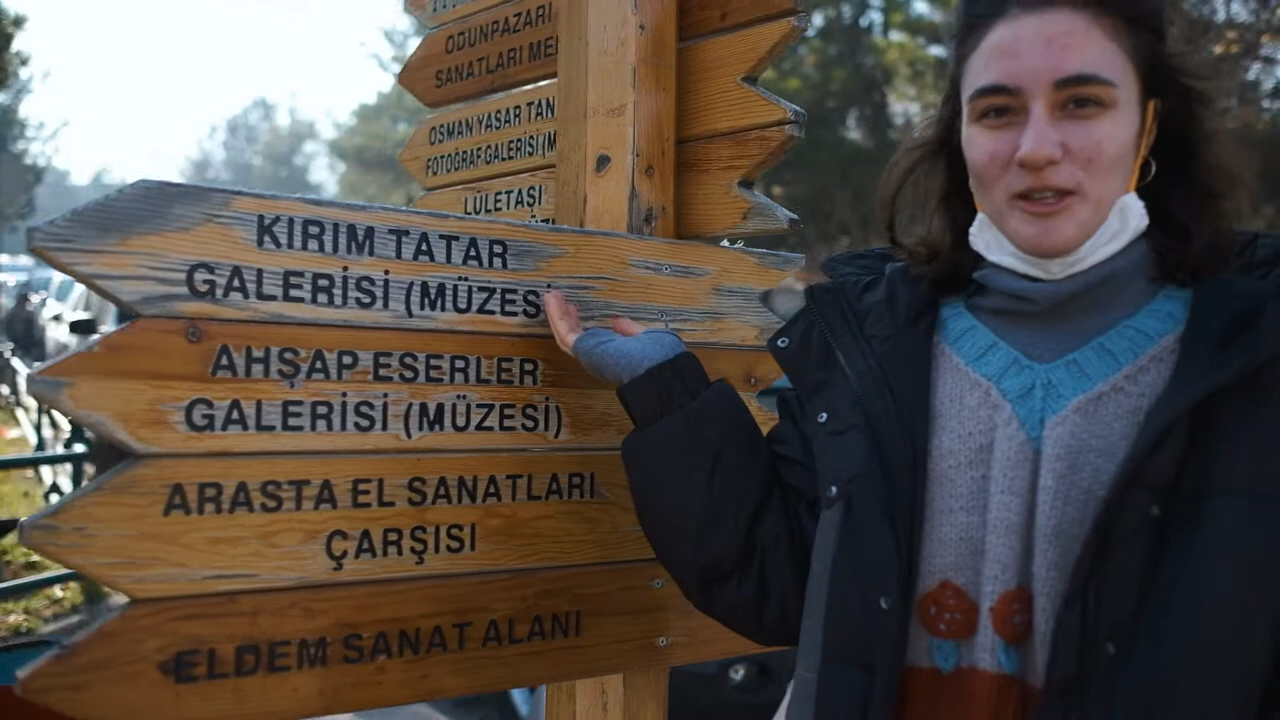 ODUNPAZARI
SANATLARI
OSMAN YAŞAR
FOTOĞRAF GALERİSİ
LÜLETAŞI
KIRIM TATAR
GALERİSİ (MÜZESİ
AHŞAP ESERLER
GALERİSİ (MÜZESİ)
ARASTA EL SANATLARI
ÇARŞISI
ELDEM SANAT ALANI